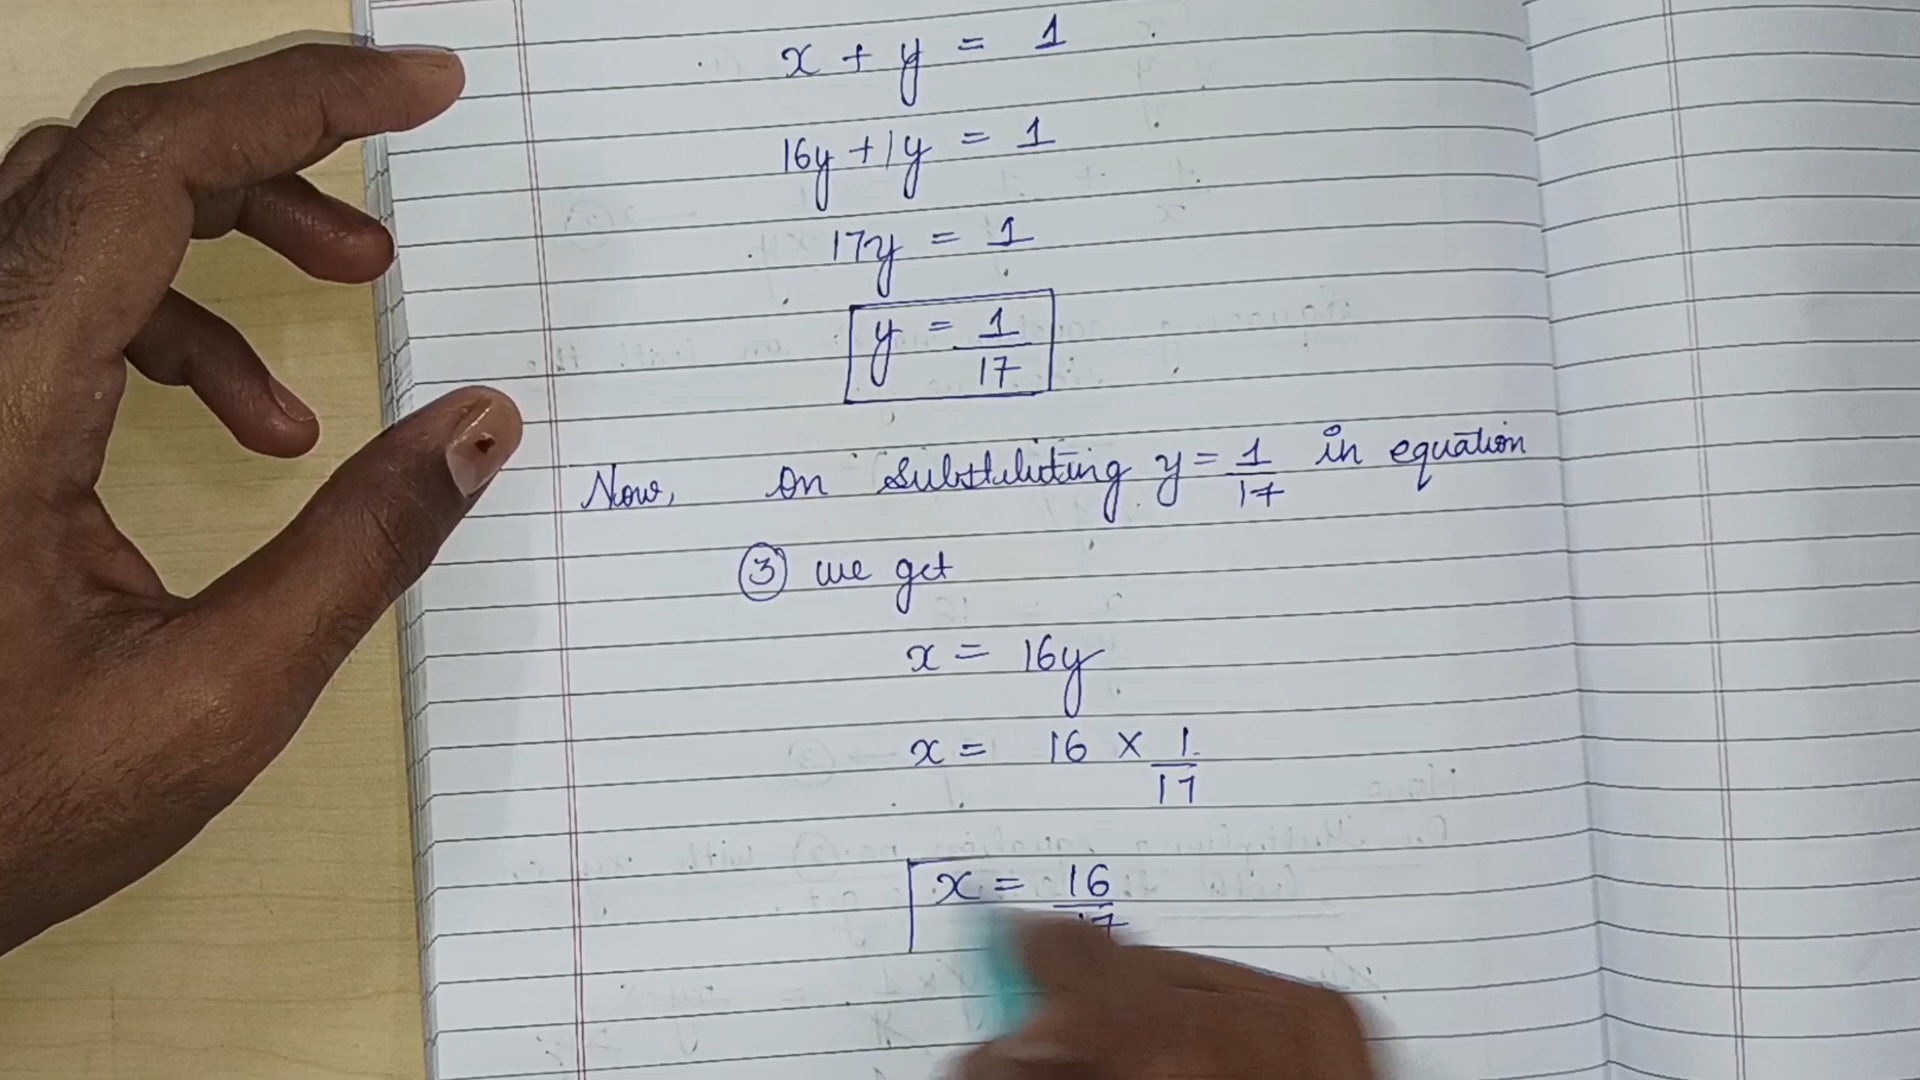 x + y = 1
16y + 1y = 1
17y = 1
y = 1/17
Now, On substituting y = 1/17 in equation
③ we get
x = 16y
x = 16 × 1/17
x = 16/17